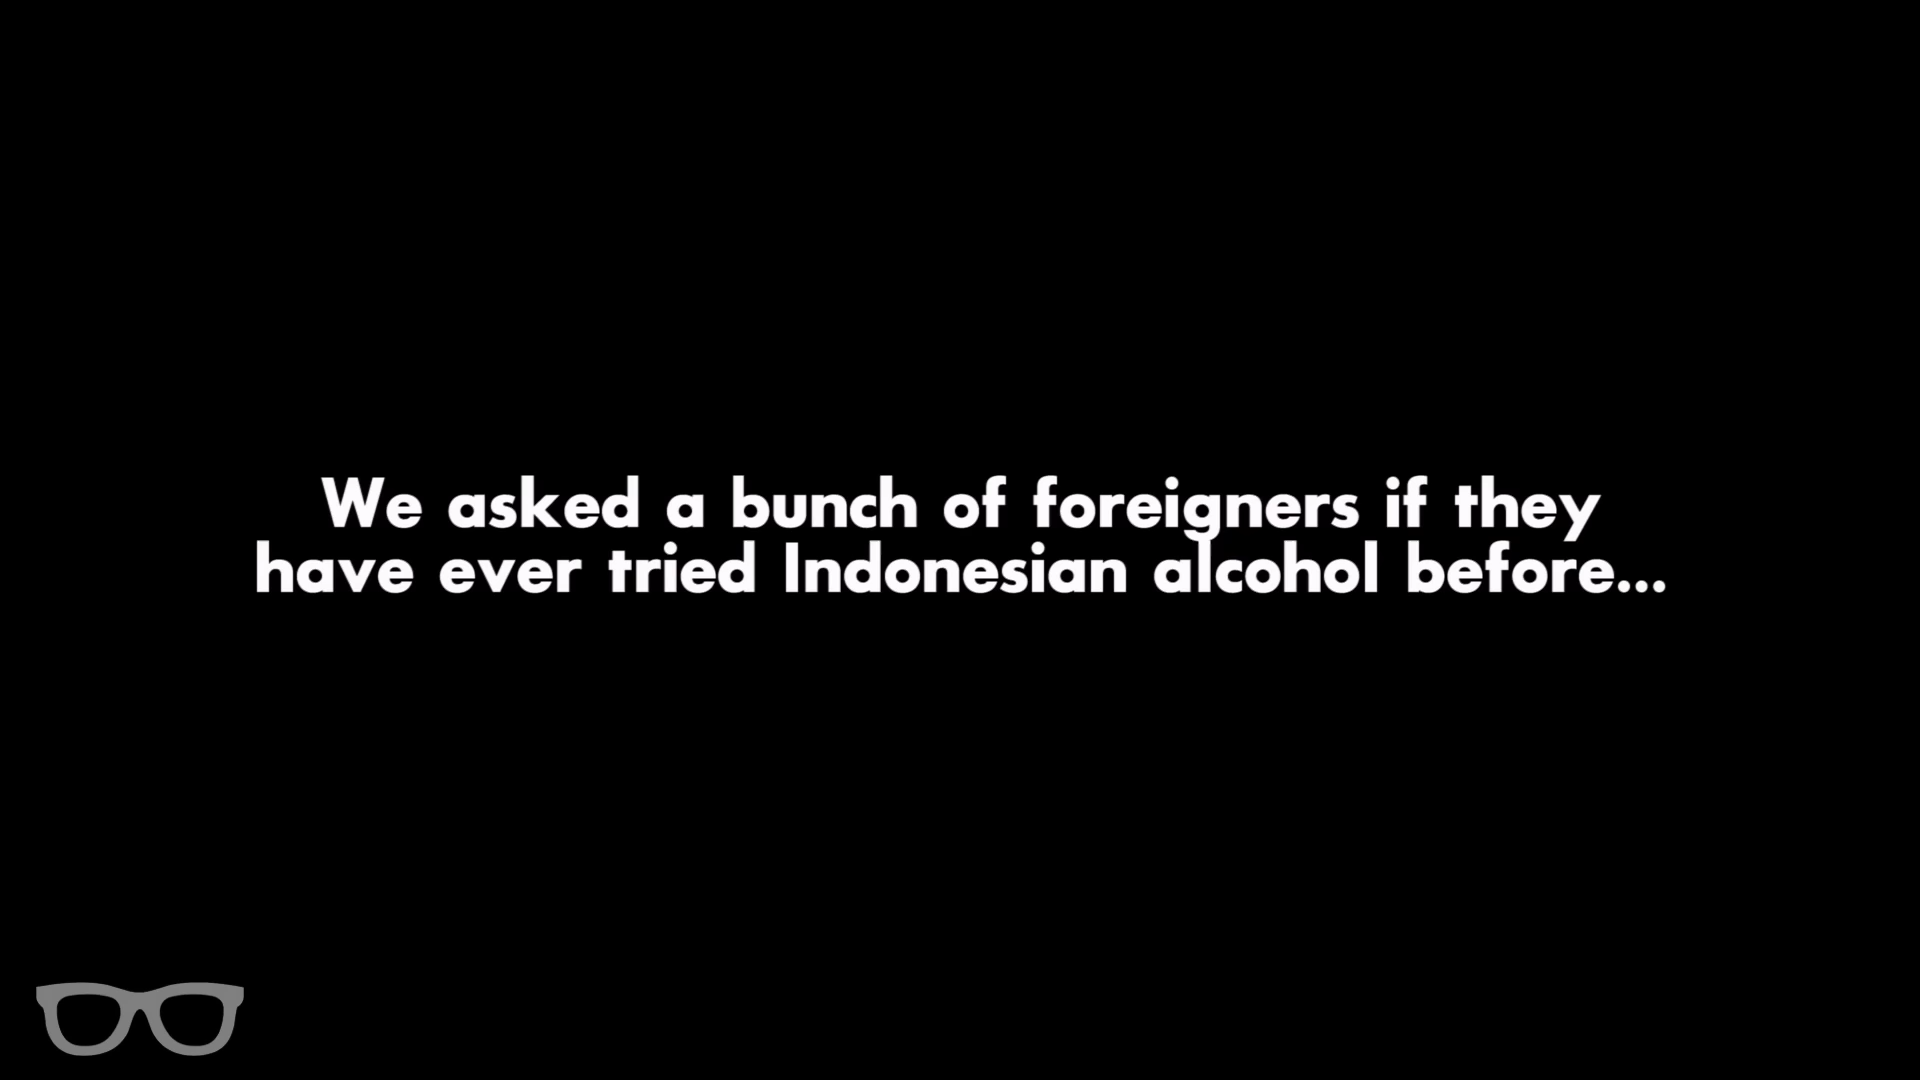 We asked a bunch of foreigners if they
have ever tried Indonesian alcohol before...